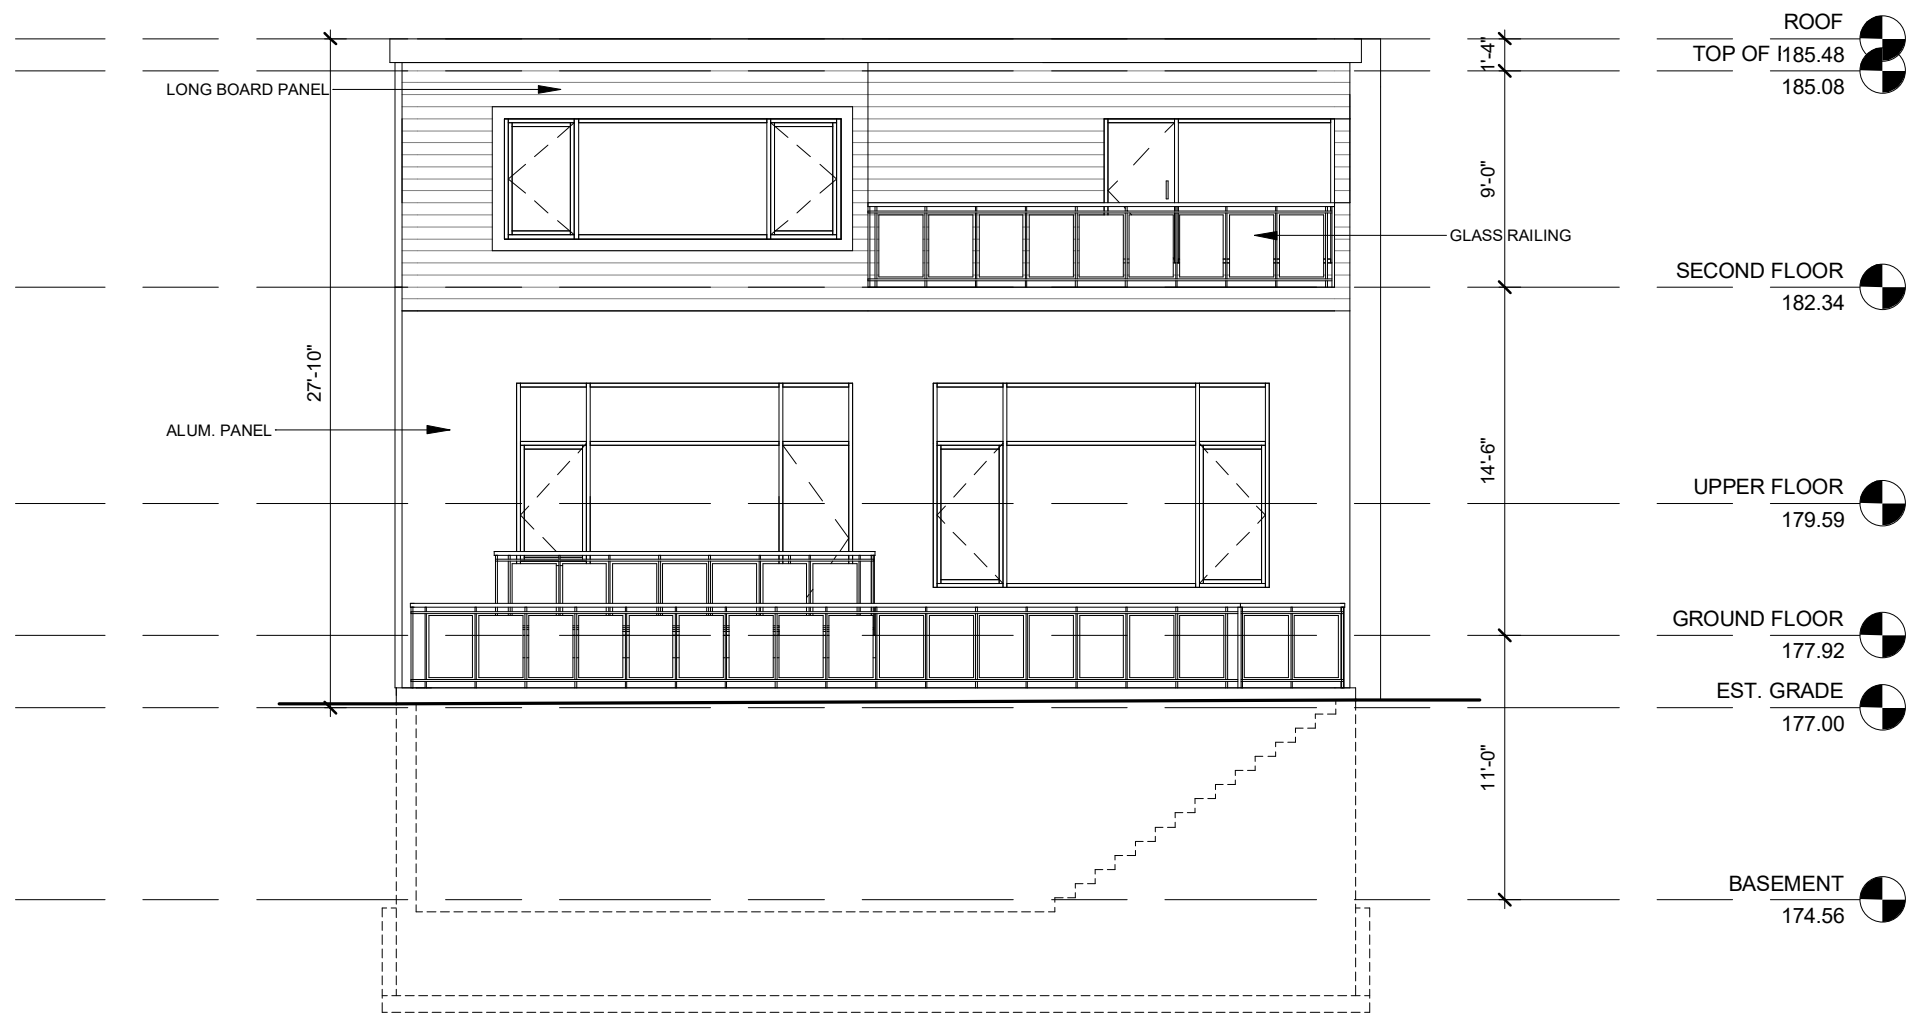 ROOF
185.48
TOP OF
185.08
1'-4"
LONG BOARD PANEL
9'-0"
GLASS RAILING
SECOND FLOOR
182.34
27'-10"
ALUM. PANEL
14'-6"
UPPER FLOOR
179.59
GROUND FLOOR
177.92
EST. GRADE
177.00
11'-0"
BASEMENT
174.56